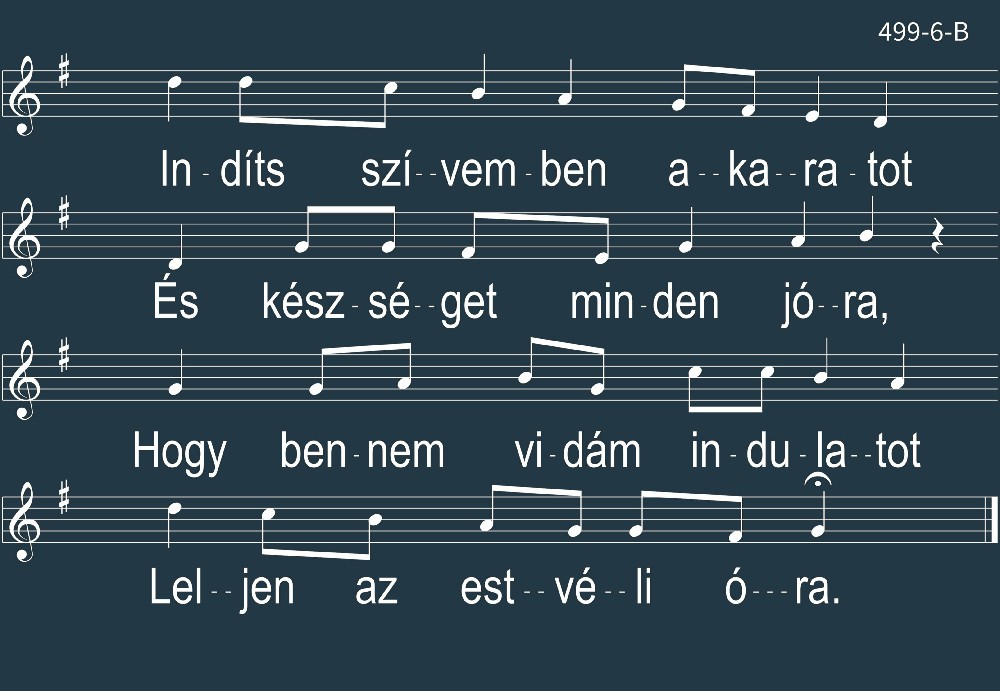 499-6-B
In - díts szí--vem - ben a--ka--ra - tot
És kész - sé--get min - den jó--ra,
Hogy ben - nem vi - dám in - du - la--tot
Lel--jen az est--vé--li ó---ra.